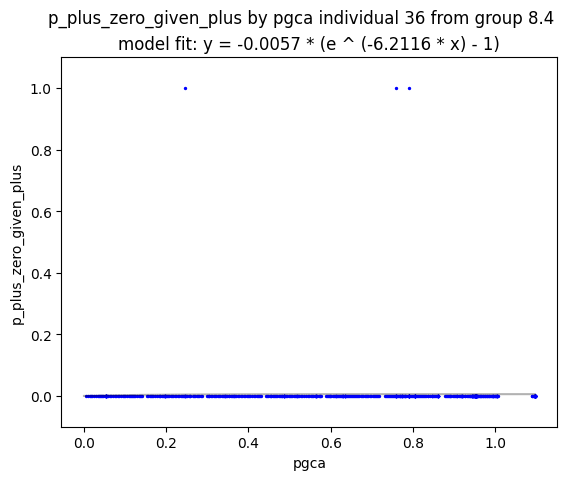 p_plus_zero_given_plus by pgca individual 36 from group 8.4
model fit: y = -0.0057 * (e ^ (-6.2116 * x) - 1)
p_plus_zero_given_plus
1.0
0.8
0.6
0.4
0.2
0.0
0.0 0.2 0.4 0.6 0.8 1.0
pgca